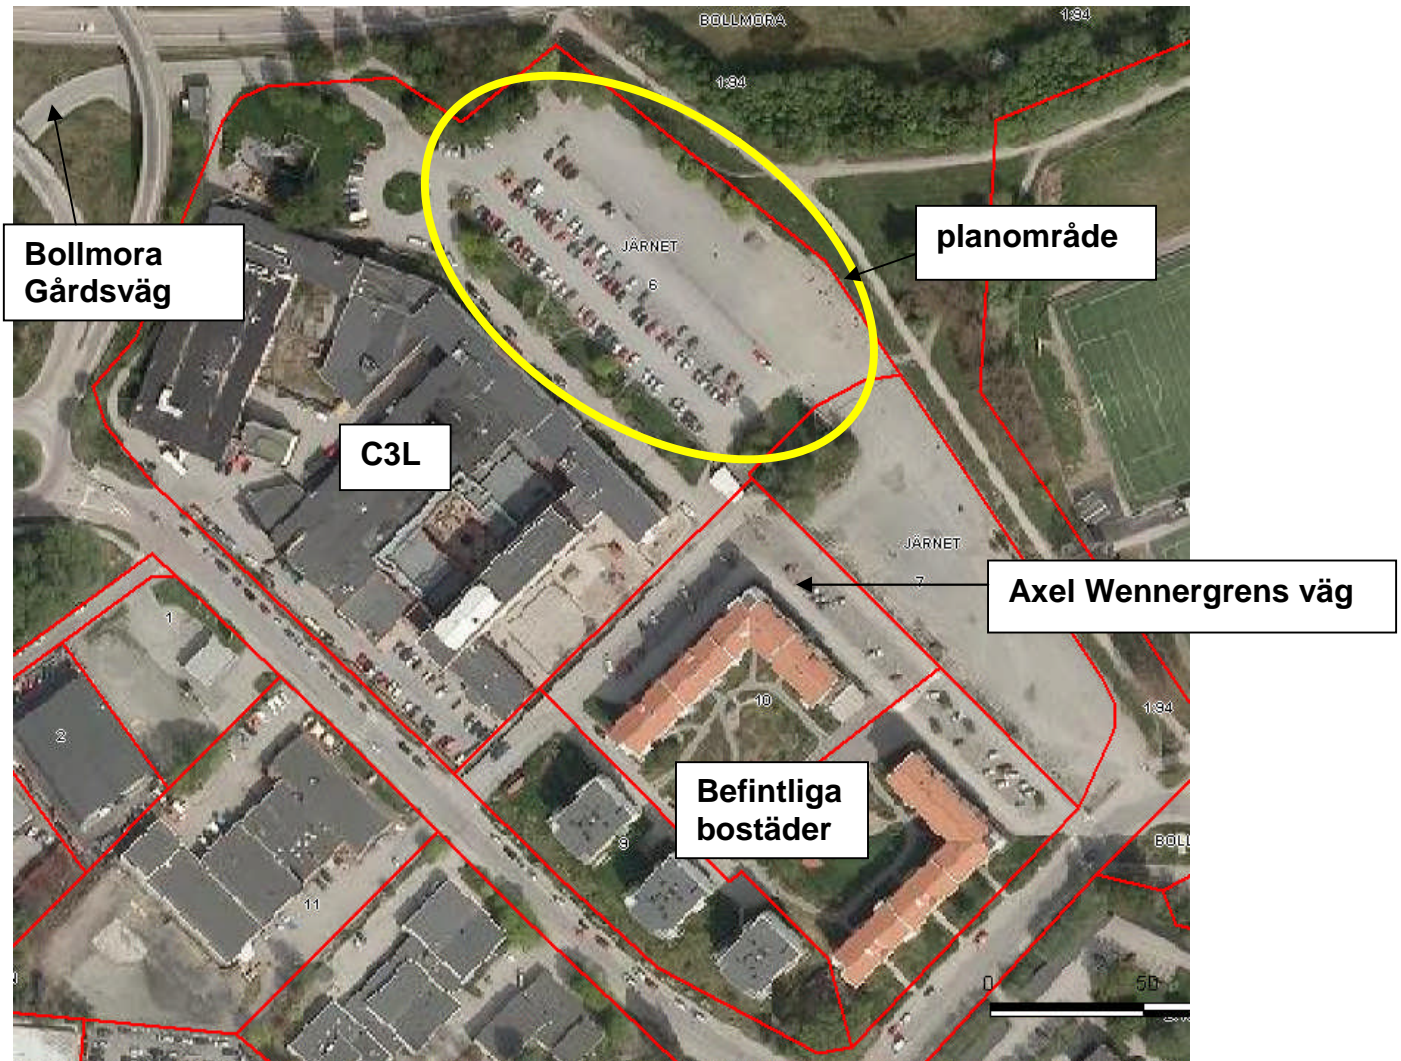 BOLLMORA
1:94
1:94
Bollmora
Gårdsväg
planområde
JÄRNET
6
C3L
JÄRNET
7
Axel Wennergrens väg
1
2
10
1:94
Befintliga
bostäder
9
BOLL
11
0 50